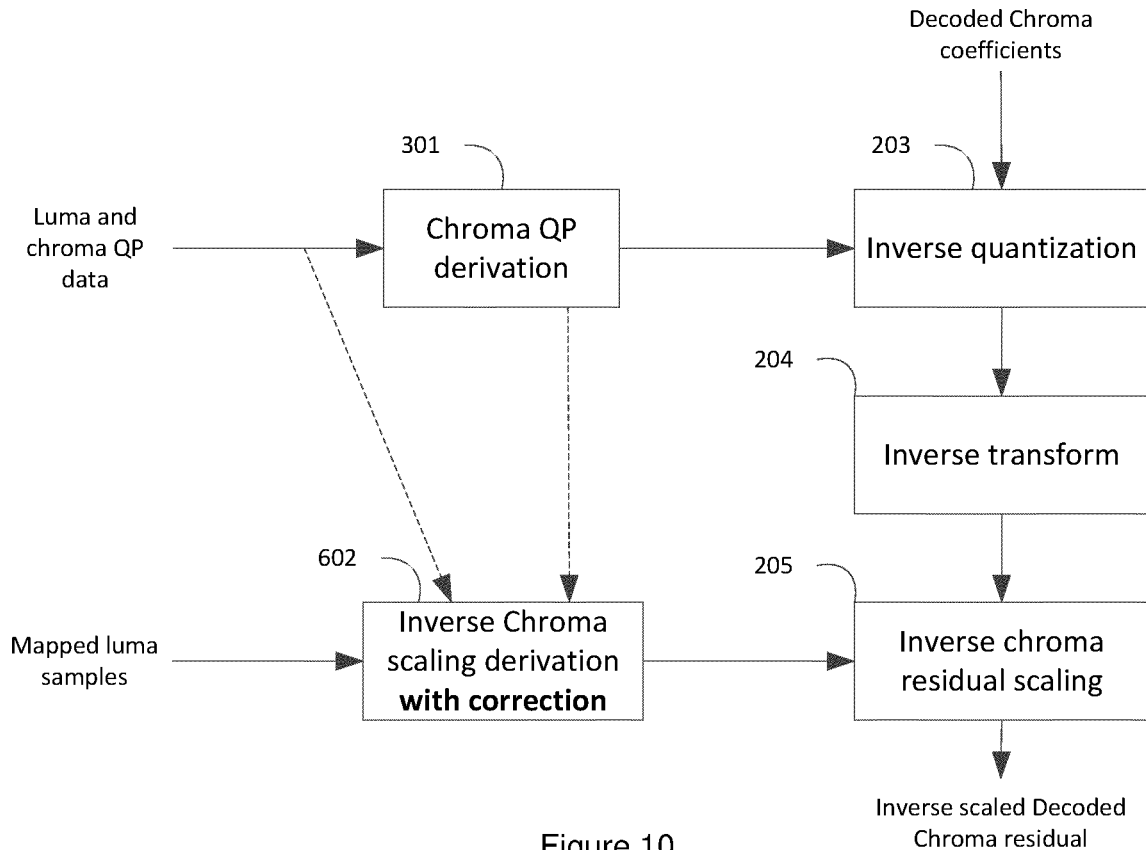 Decoded Chroma
coefficients
301
203
Luma and
chroma QP
data
Chroma QP
derivation
Inverse quantization
204
Inverse transform
602
205
Mapped luma
samples
Inverse Chroma
scaling derivation
with correction
Inverse chroma
residual scaling
Inverse scaled Decoded
Chroma residual
Figure 10